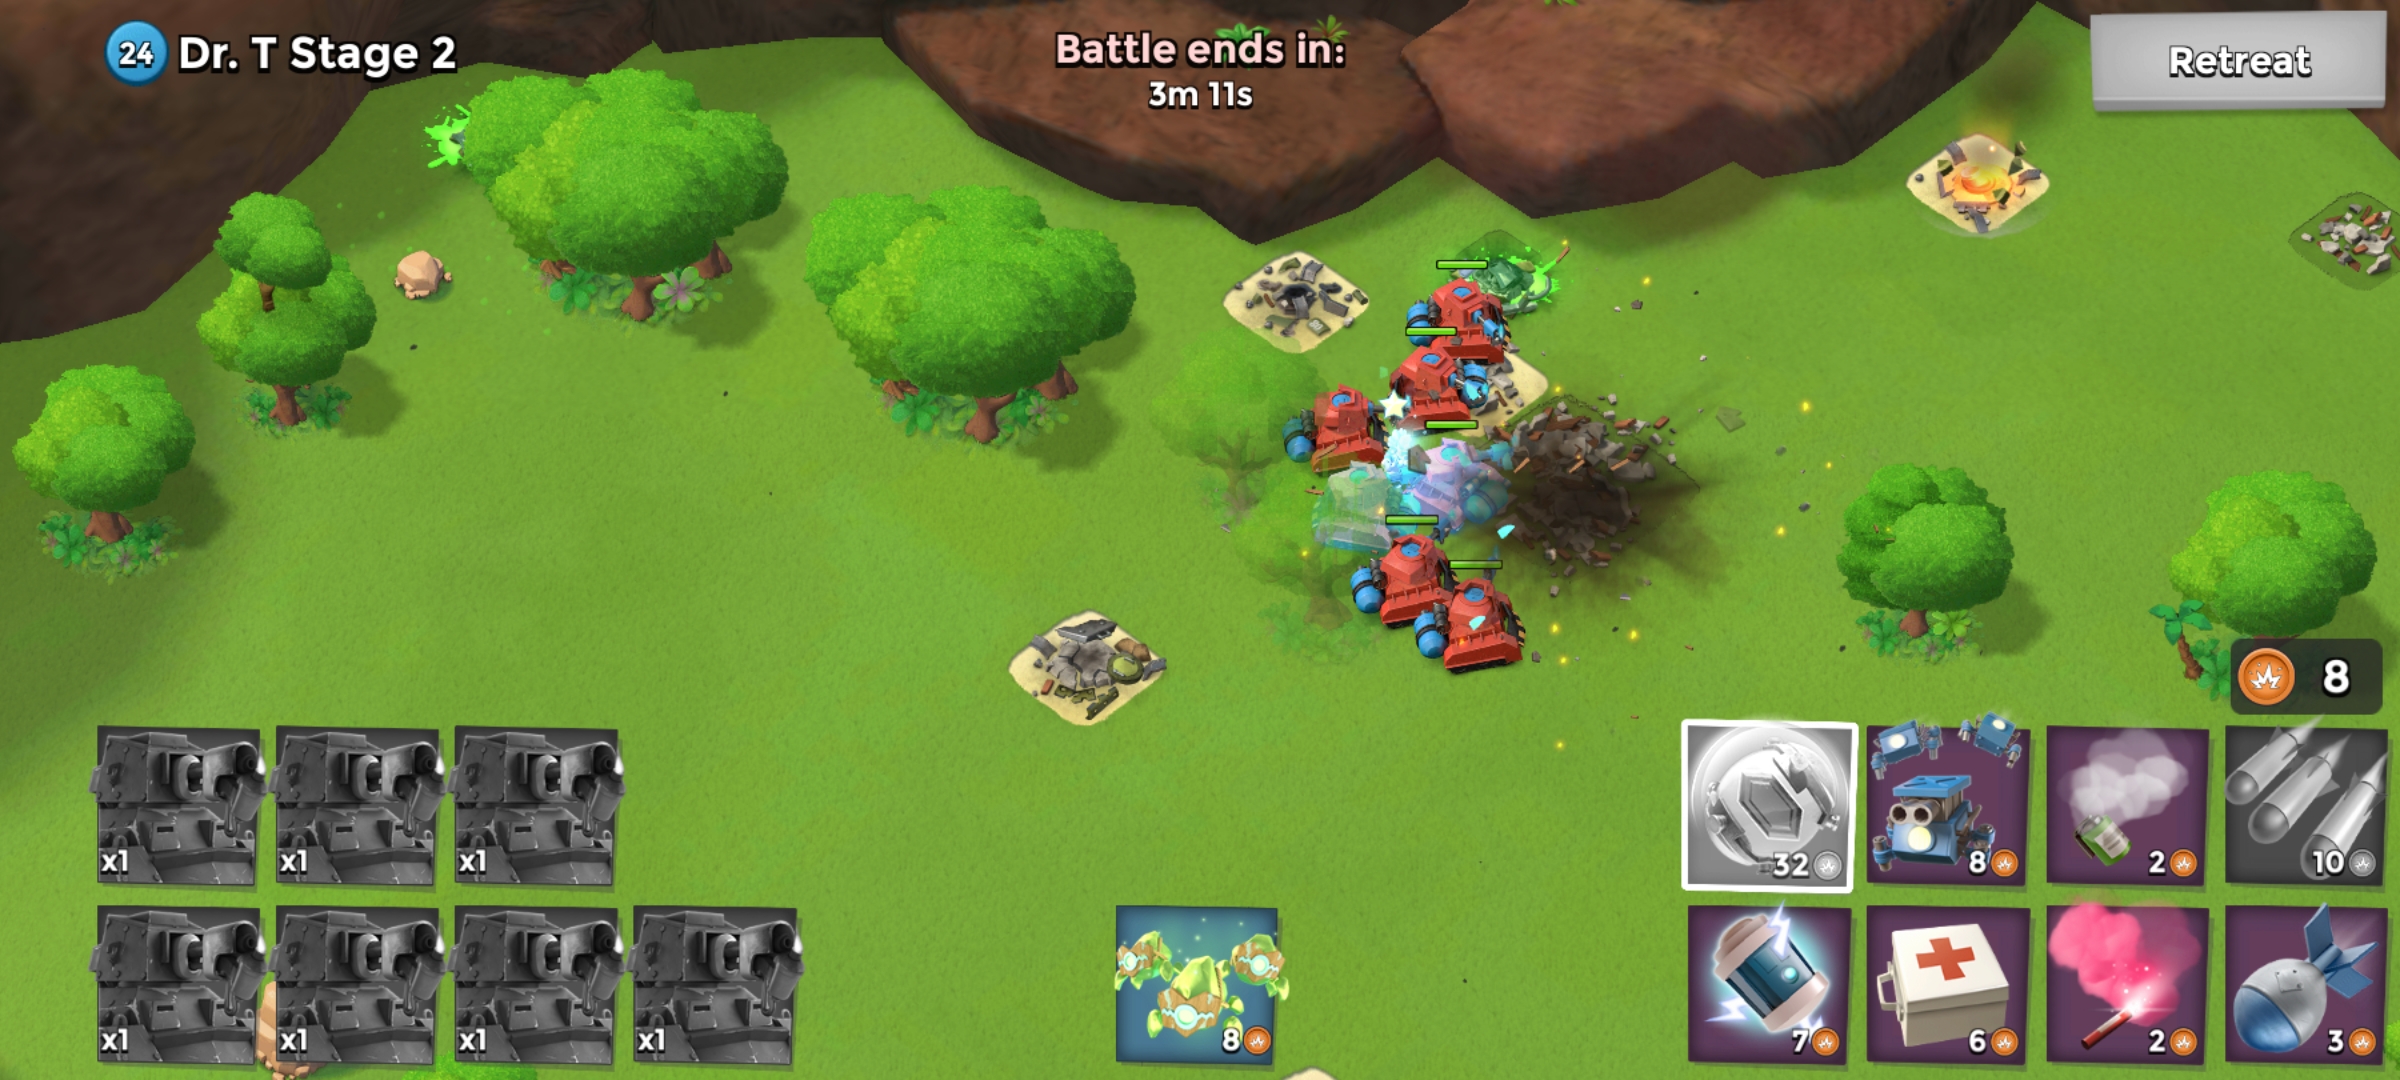 24 Dr. T Stage 2
Battle ends in:
3m 11s
Retreat
8
x1 x1 x1
32 8 2 10
x1 x1 x1 x1
8
7 6 2 3